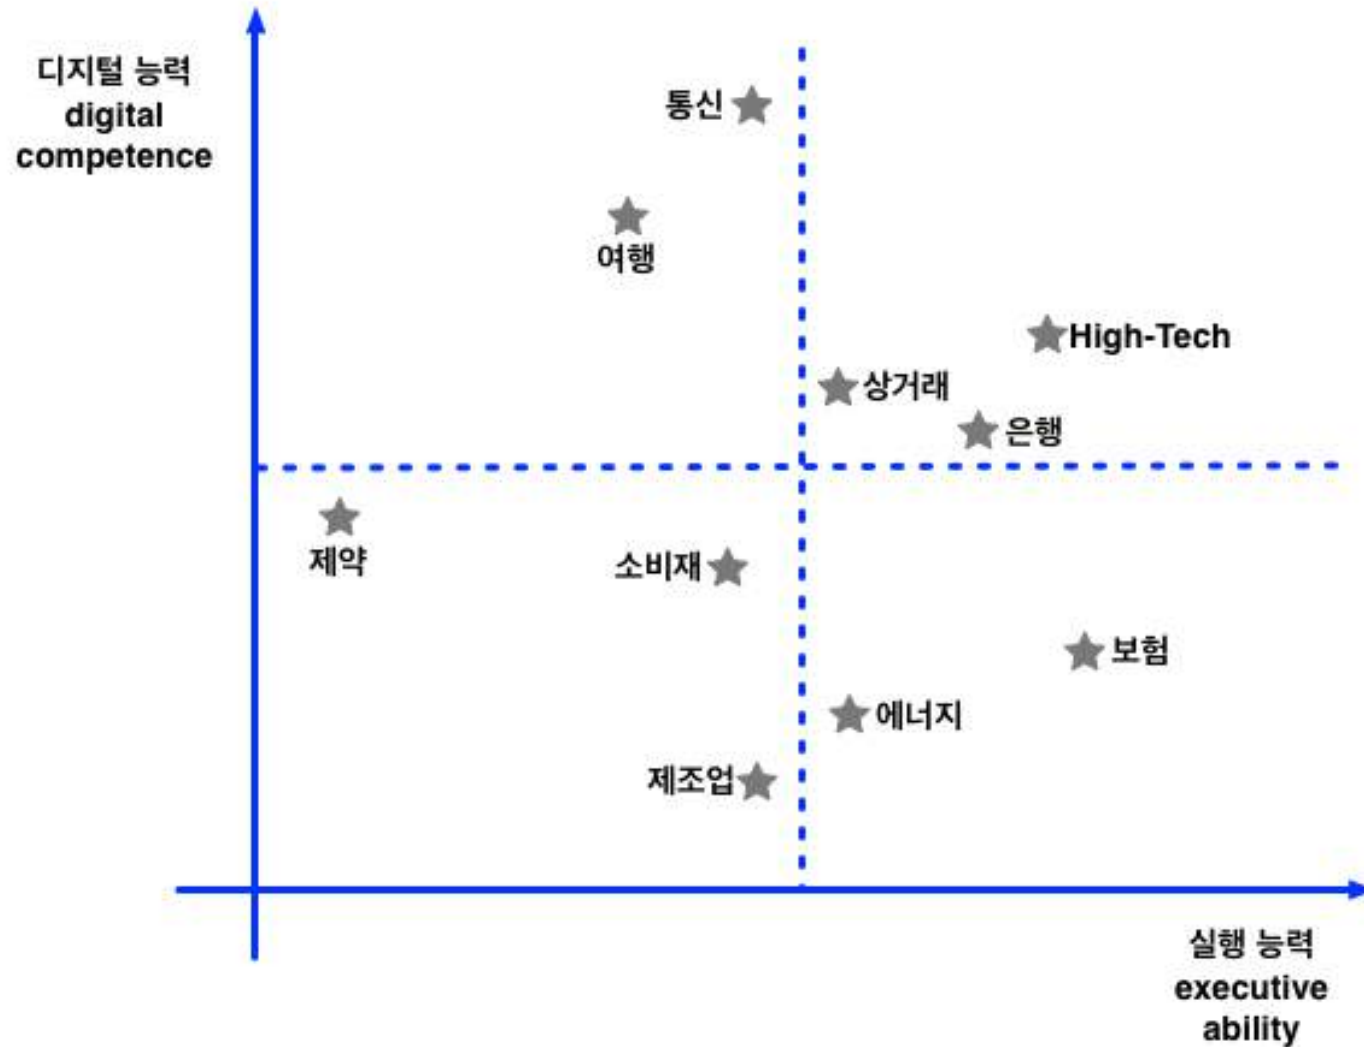 디지털 능력
digital
competence
통신
여행
High-Tech
상거래
은행
제약
소비재
보험
에너지
제조업
실행 능력
executive
ability